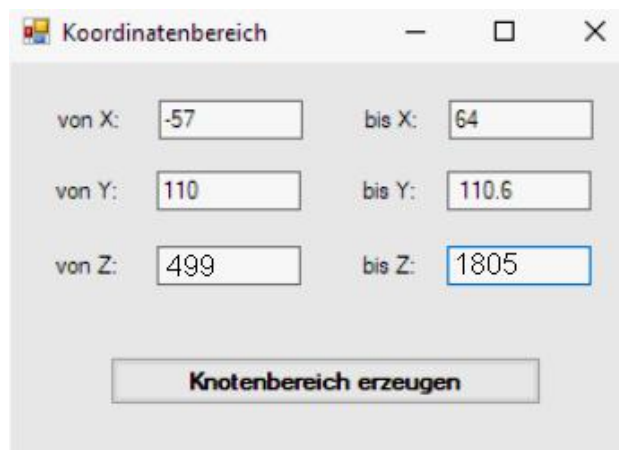 Koordinatenbereich
von X: -57 bis X: 64
von Y: 110 bis Y: 110.6
von Z: 499 bis Z: 1805
Knotenbereich erzeugen